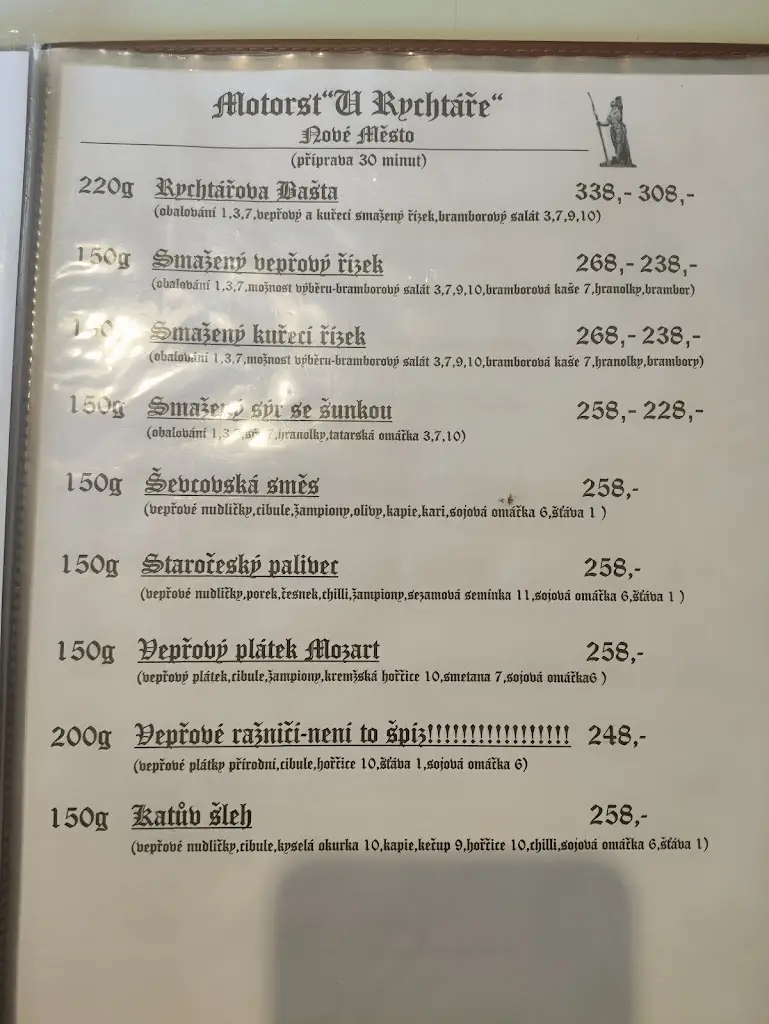 Motorst“U Rychtáře“
Nové Město
(příprava 30 minut)
220g Rychtářova Bašta 338,- 308,-
(obalování 1,3,7,vepřový a kuřecí smažený řízek,bramborový salát 3,7,9,10)
150g Smažený vepřový řízek 268,- 238,-
(obalování 1,3,7,možnost výběru-bramborový salát 3,7,9,10,bramborová kaše 7,hranolky,brambor)
150g Smažený kuřecí řízek 268,- 238,-
(obalování 1,3,7,možnost výběru-bramborový salát 3,7,9,10,bramborová kaše 7,hranolky,brambory)
150g Smažený sýr se šunkou 258,- 228,-
(obalování 1,3,7,sýr 7,hranolky,tatarská omáčka 3,7,10)
150g Ševcovská směs 258,-
(vepřové nudličky,cibule,žampiony,olivy,kapie,kari,sojová omáčka 6,šťáva 1 )
150g Staročeský palivec 258,-
(vepřové nudličky,porek,česnek,chilli,žampiony,sezamová semínka 11,sojová omáčka 6,šťáva 1 )
150g Vepřový plátek Mozart 258,-
(vepřový plátek,cibule,žampiony,kremžská hořčice 10,smetana 7,sojová omáčka6 )
200g Vepřové ražničí-není to špíz!!!!!!!!!!!!!!!!! 248,-
(vepřové plátky přírodní,cibule,hořčice 10,šťáva 1,sojová omáčka 6)
150g Katův šleh 258,-
(vepřové nudličky,cibule,kyselá okurka 10,kapie,kečup 9,hořčice 10,chilli,sojová omáčka 6,šťáva 1)